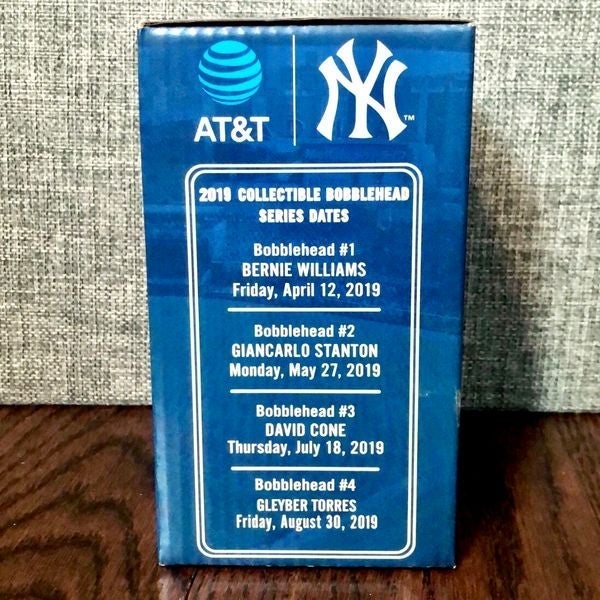 AT&T
NY™
2019 COLLECTIBLE BOBBLEHEAD
SERIES DATES
Bobblehead #1
BERNIE WILLIAMS
Friday, April 12, 2019
Bobblehead #2
GIANCARLO STANTON
Monday, May 27, 2019
Bobblehead #3
DAVID CONE
Thursday, July 18, 2019
Bobblehead #4
GLEYBER TORRES
Friday, August 30, 2019